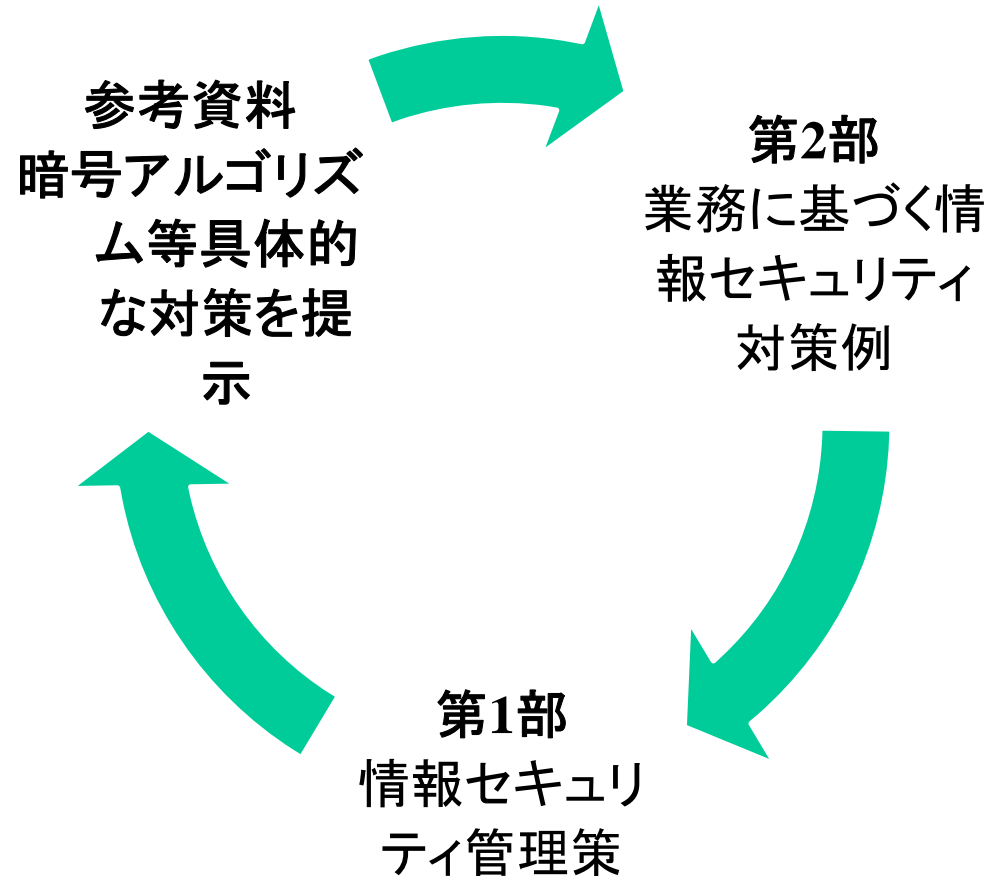 参考資料
暗号アルゴリズ
ム等具体的
な対策を提
示
第2部
業務に基づく情
報セキュリティ
対策例
第1部
情報セキュリ
ティ管理策